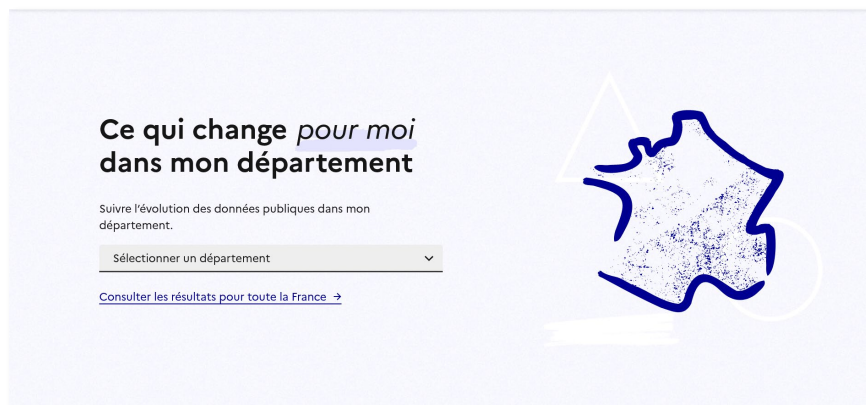 Ce qui change pour moi
dans mon département
Suivre l’évolution des données publiques dans mon
département.
Sélectionner un département
Consulter les résultats pour toute la France →